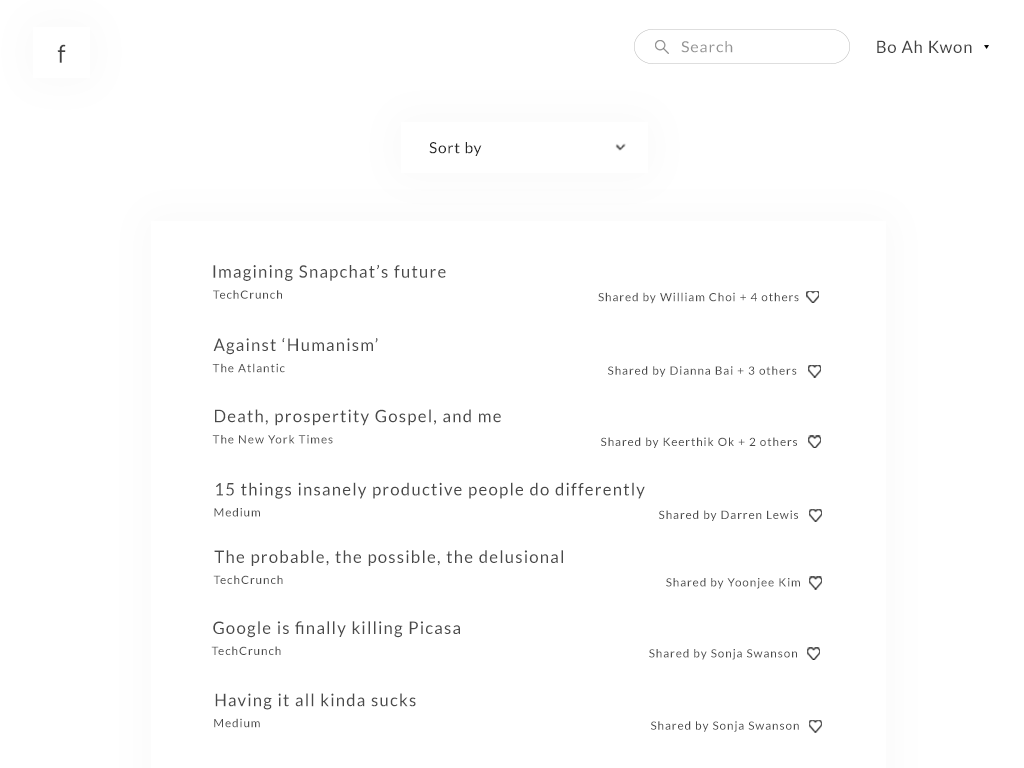 f
Search
Bo Ah Kwon
Sort by
Imagining Snapchat’s future
TechCrunch
Shared by William Choi + 4 others
Against ‘Humanism’
The Atlantic
Shared by Dianna Bai + 3 others
Death, prospertity Gospel, and me
The New York Times
Shared by Keerthik Ok + 2 others
15 things insanely productive people do differently
Medium
Shared by Darren Lewis
The probable, the possible, the delusional
TechCrunch
Shared by Yoonjee Kim
Google is finally killing Picasa
TechCrunch
Shared by Sonja Swanson
Having it all kinda sucks
Medium
Shared by Sonja Swanson